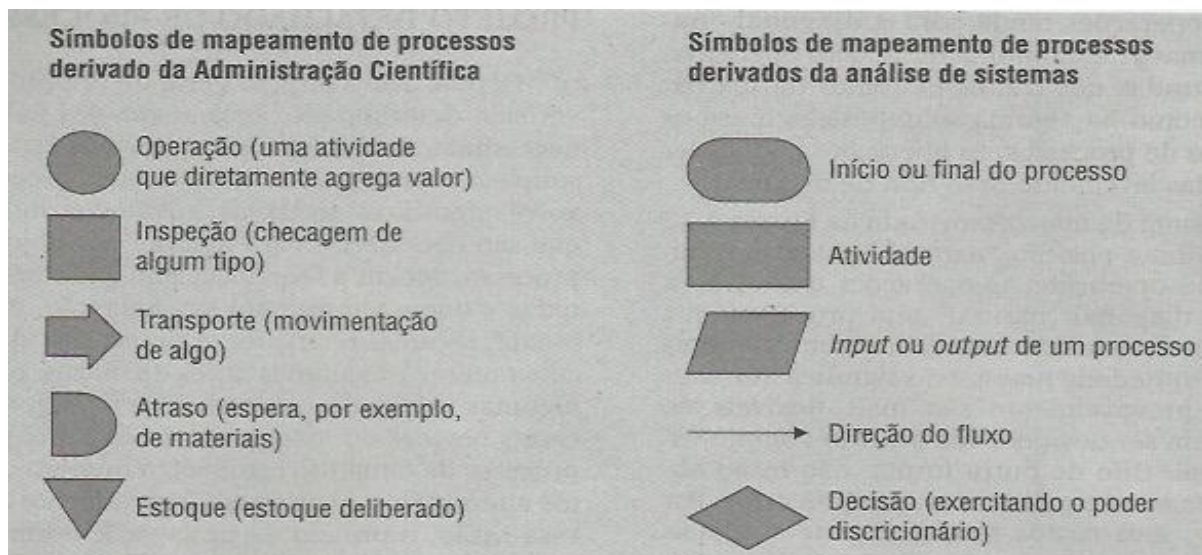 Símbolos de mapeamento de processos
derivado da Administração Científica
Operação (uma atividade
que diretamente agrega valor)
Inspeção (checagem de
algum tipo)
Transporte (movimentação
de algo)
Atraso (espera, por exemplo,
de materiais)
Estoque (estoque deliberado)
Símbolos de mapeamento de processos
derivados da análise de sistemas
Início ou final do processo
Atividade
Input ou output de um processo
Direção do fluxo
Decisão (exercitando o poder
discricionário)